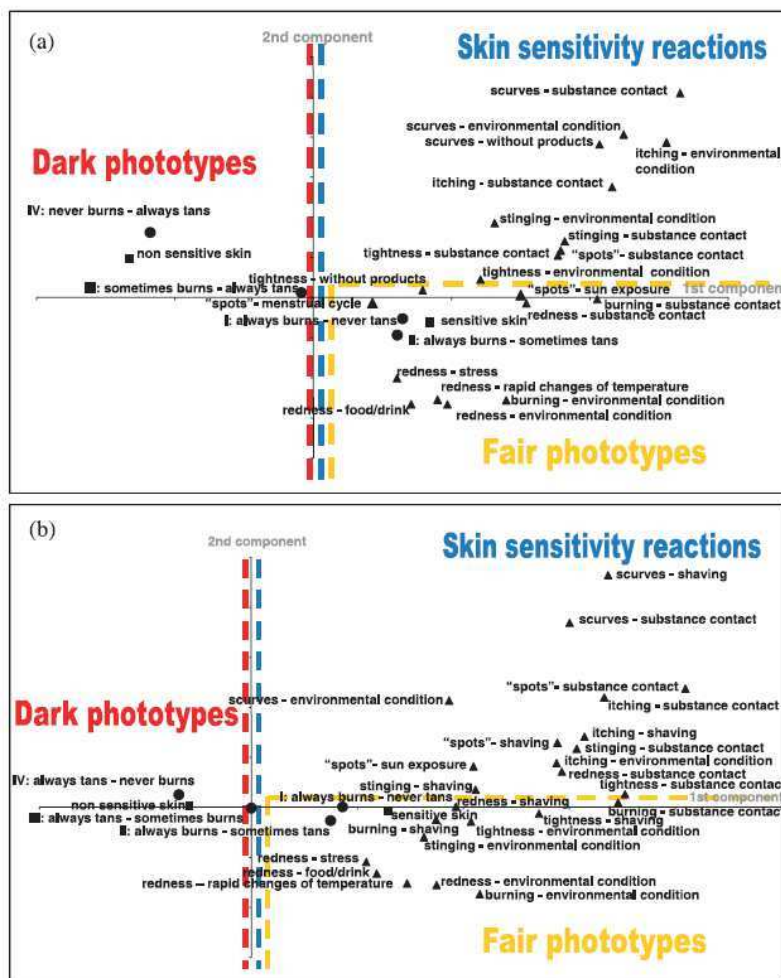 (a)
2nd component
Skin sensitivity reactions
scurves - substance contact
scurves - environmental condition
scurves - without products
itching - environmental
condition
Dark phototypes
itching - substance contact
IV: never burns - always tans
stinging - environmental condition
stinging - substance contact
non sensitive skin
tightness - substance contact
"spots" - substance contact
tightness - without products
tightness - environmental condition
: sometimes burns - always tans
"spots" - sun exposure
1st component
"spots" - menstrual cycle
burning - substance contact
I: always burns - never tans
sensitive skin
redness - substance contact
: always burns - sometimes tans
redness - stress
redness - rapid changes of temperature
redness - food/drink
burning - environmental condition
redness - environmental condition
Fair phototypes
(b)
2nd component
Skin sensitivity reactions
scurves - shaving
scurves - substance contact
Dark phototypes
scurves - environmental condition
"spots"- substance contact
itching - substance contact
"spots" - shaving
itching - shaving
stinging - substance contact
IV: always tans - never burns
"spots" - sun exposure
itching - environmental condition
redness - substance contact
stinging - shaving
tightness - substance contact
non sensitive skin
I: always burns - never tans
redness - shaving
1st component
: always tans - sometimes burns
sensitive skin
burning - substance contact
: always burns - sometimes tans
burning - shaving
tightness - shaving
tightness - environmental condition
stinging - environmental condition
redness - stress
redness - food/drink
redness – rapid changes of temperature
redness - environmental condition
burning - environmental condition
Fair phototypes